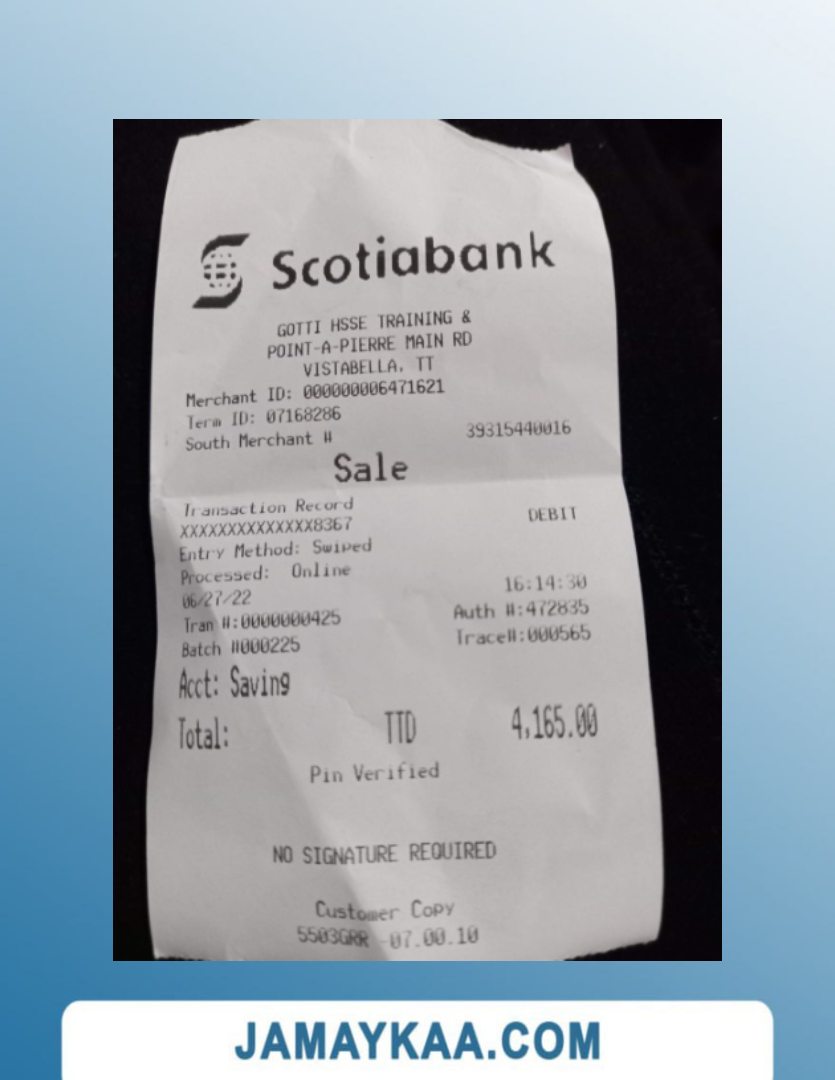 Scotiabank
GOTTI HSSE TRAINING &
POINT-A-PIERRE MAIN RD
VISTABELLA, TT
Merchant ID: 000000006471621
Term ID: 07168286
South Merchant # 39315440016
Sale
Transaction Record DEBIT
XXXXXXXXXXXXXX8367
Entry Method: Swiped
Processed: Online
06/27/22 16:14:30
Tran #:0000000425 Auth #:472835
Batch #000225 Trace#:000565
Acct: Saving
Total: TTD 4,165.00
Pin Verified
NO SIGNATURE REQUIRED
Customer Copy
5503GRR -07.00.10
JAMAYKAA.COM